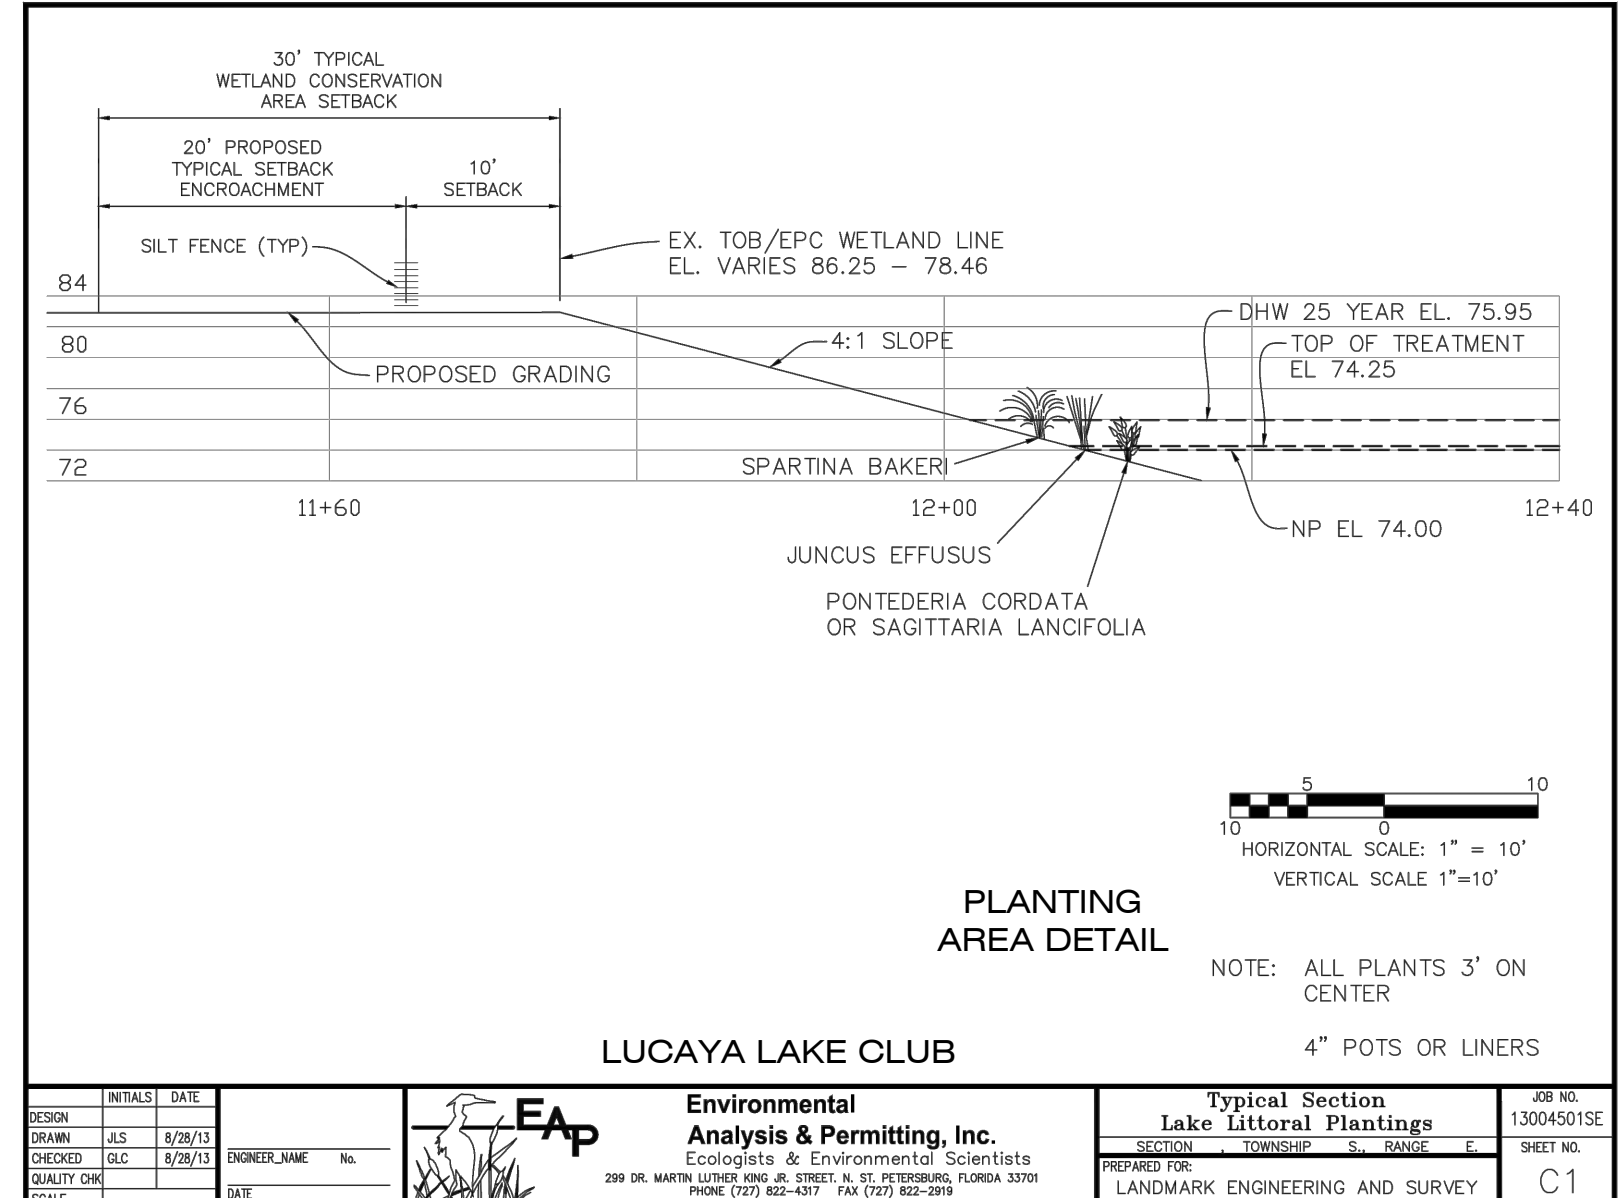 30' TYPICAL
WETLAND CONSERVATION
AREA SETBACK
20' PROPOSED
TYPICAL SETBACK
ENCROACHMENT
10'
SETBACK
SILT FENCE (TYP)
EX. TOB/EPC WETLAND LINE
EL. VARIES 86.25 – 78.46
84
80
76
72
DHW 25 YEAR EL. 75.95
TOP OF TREATMENT
EL 74.25
4:1 SLOPE
PROPOSED GRADING
SPARTINA BAKERI
11+60
12+00
12+40
NP EL 74.00
JUNCUS EFFUSUS
PONTEDERIA CORDATA
OR SAGITTARIA LANCIFOLIA
5
10
10
0
HORIZONTAL SCALE: 1" = 10'
VERTICAL SCALE 1"=10'
PLANTING
AREA DETAIL
NOTE: ALL PLANTS 3' ON
CENTER
4" POTS OR LINERS
LUCAYA LAKE CLUB
INITIALS DATE
DESIGN
DRAWN JLS 8/28/13
CHECKED GLC 8/28/13
QUALITY CHK
SCALE
ENGINEER_NAME No.
DATE
EAP
Environmental
Analysis & Permitting, Inc.
Ecologists & Environmental Scientists
299 DR. MARTIN LUTHER KING JR. STREET. N. ST. PETERSBURG, FLORIDA 33701
PHONE (727) 822–4317 FAX (727) 822–2919
Typical Section
Lake Littoral Plantings
SECTION , TOWNSHIP S., RANGE E.
PREPARED FOR:
LANDMARK ENGINEERING AND SURVEY
JOB NO.
13004501SE
SHEET NO.
C1